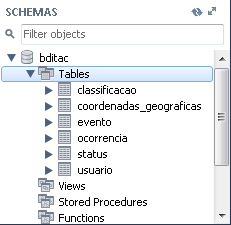 SCHEMAS
Filter objects
bditac
Tables
classificacao
coordenadas_geograficas
evento
ocorrencia
status
usuario
Views
Stored Procedures
Functions